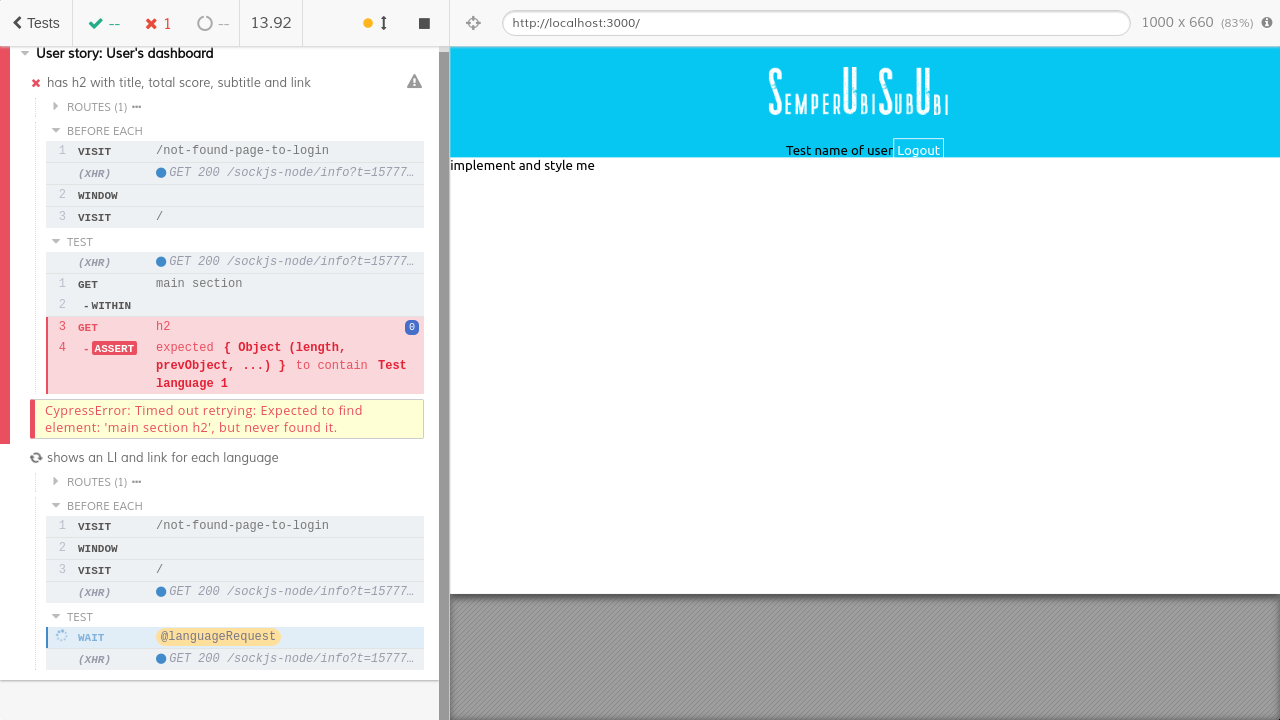 Tests -- 1 -- 13.92
http://localhost:3000/ 1000 x 660 (83%)
User story: User's dashboard
has h2 with title, total score, subtitle and link
ROUTES (1)
BEFORE EACH
1 VISIT /not-found-page-to-login
(XHR) GET 200 /sockjs-node/info?t=15777…
2 WINDOW
3 VISIT /
TEST
(XHR) GET 200 /sockjs-node/info?t=15777…
1 GET main section
2 -WITHIN
3 GET h2 0
4 -ASSERT expected { Object (length,
prevObject, ...) } to contain Test
language 1
CypressError: Timed out retrying: Expected to find
element: 'main section h2', but never found it.
shows an LI and link for each language
ROUTES (1)
BEFORE EACH
1 VISIT /not-found-page-to-login
2 WINDOW
3 VISIT /
(XHR) GET 200 /sockjs-node/info?t=15777…
TEST
WAIT @languageRequest
(XHR) GET 200 /sockjs-node/info?t=15777…
SemperUbiSubUbi
Test name of user Logout
implement and style me